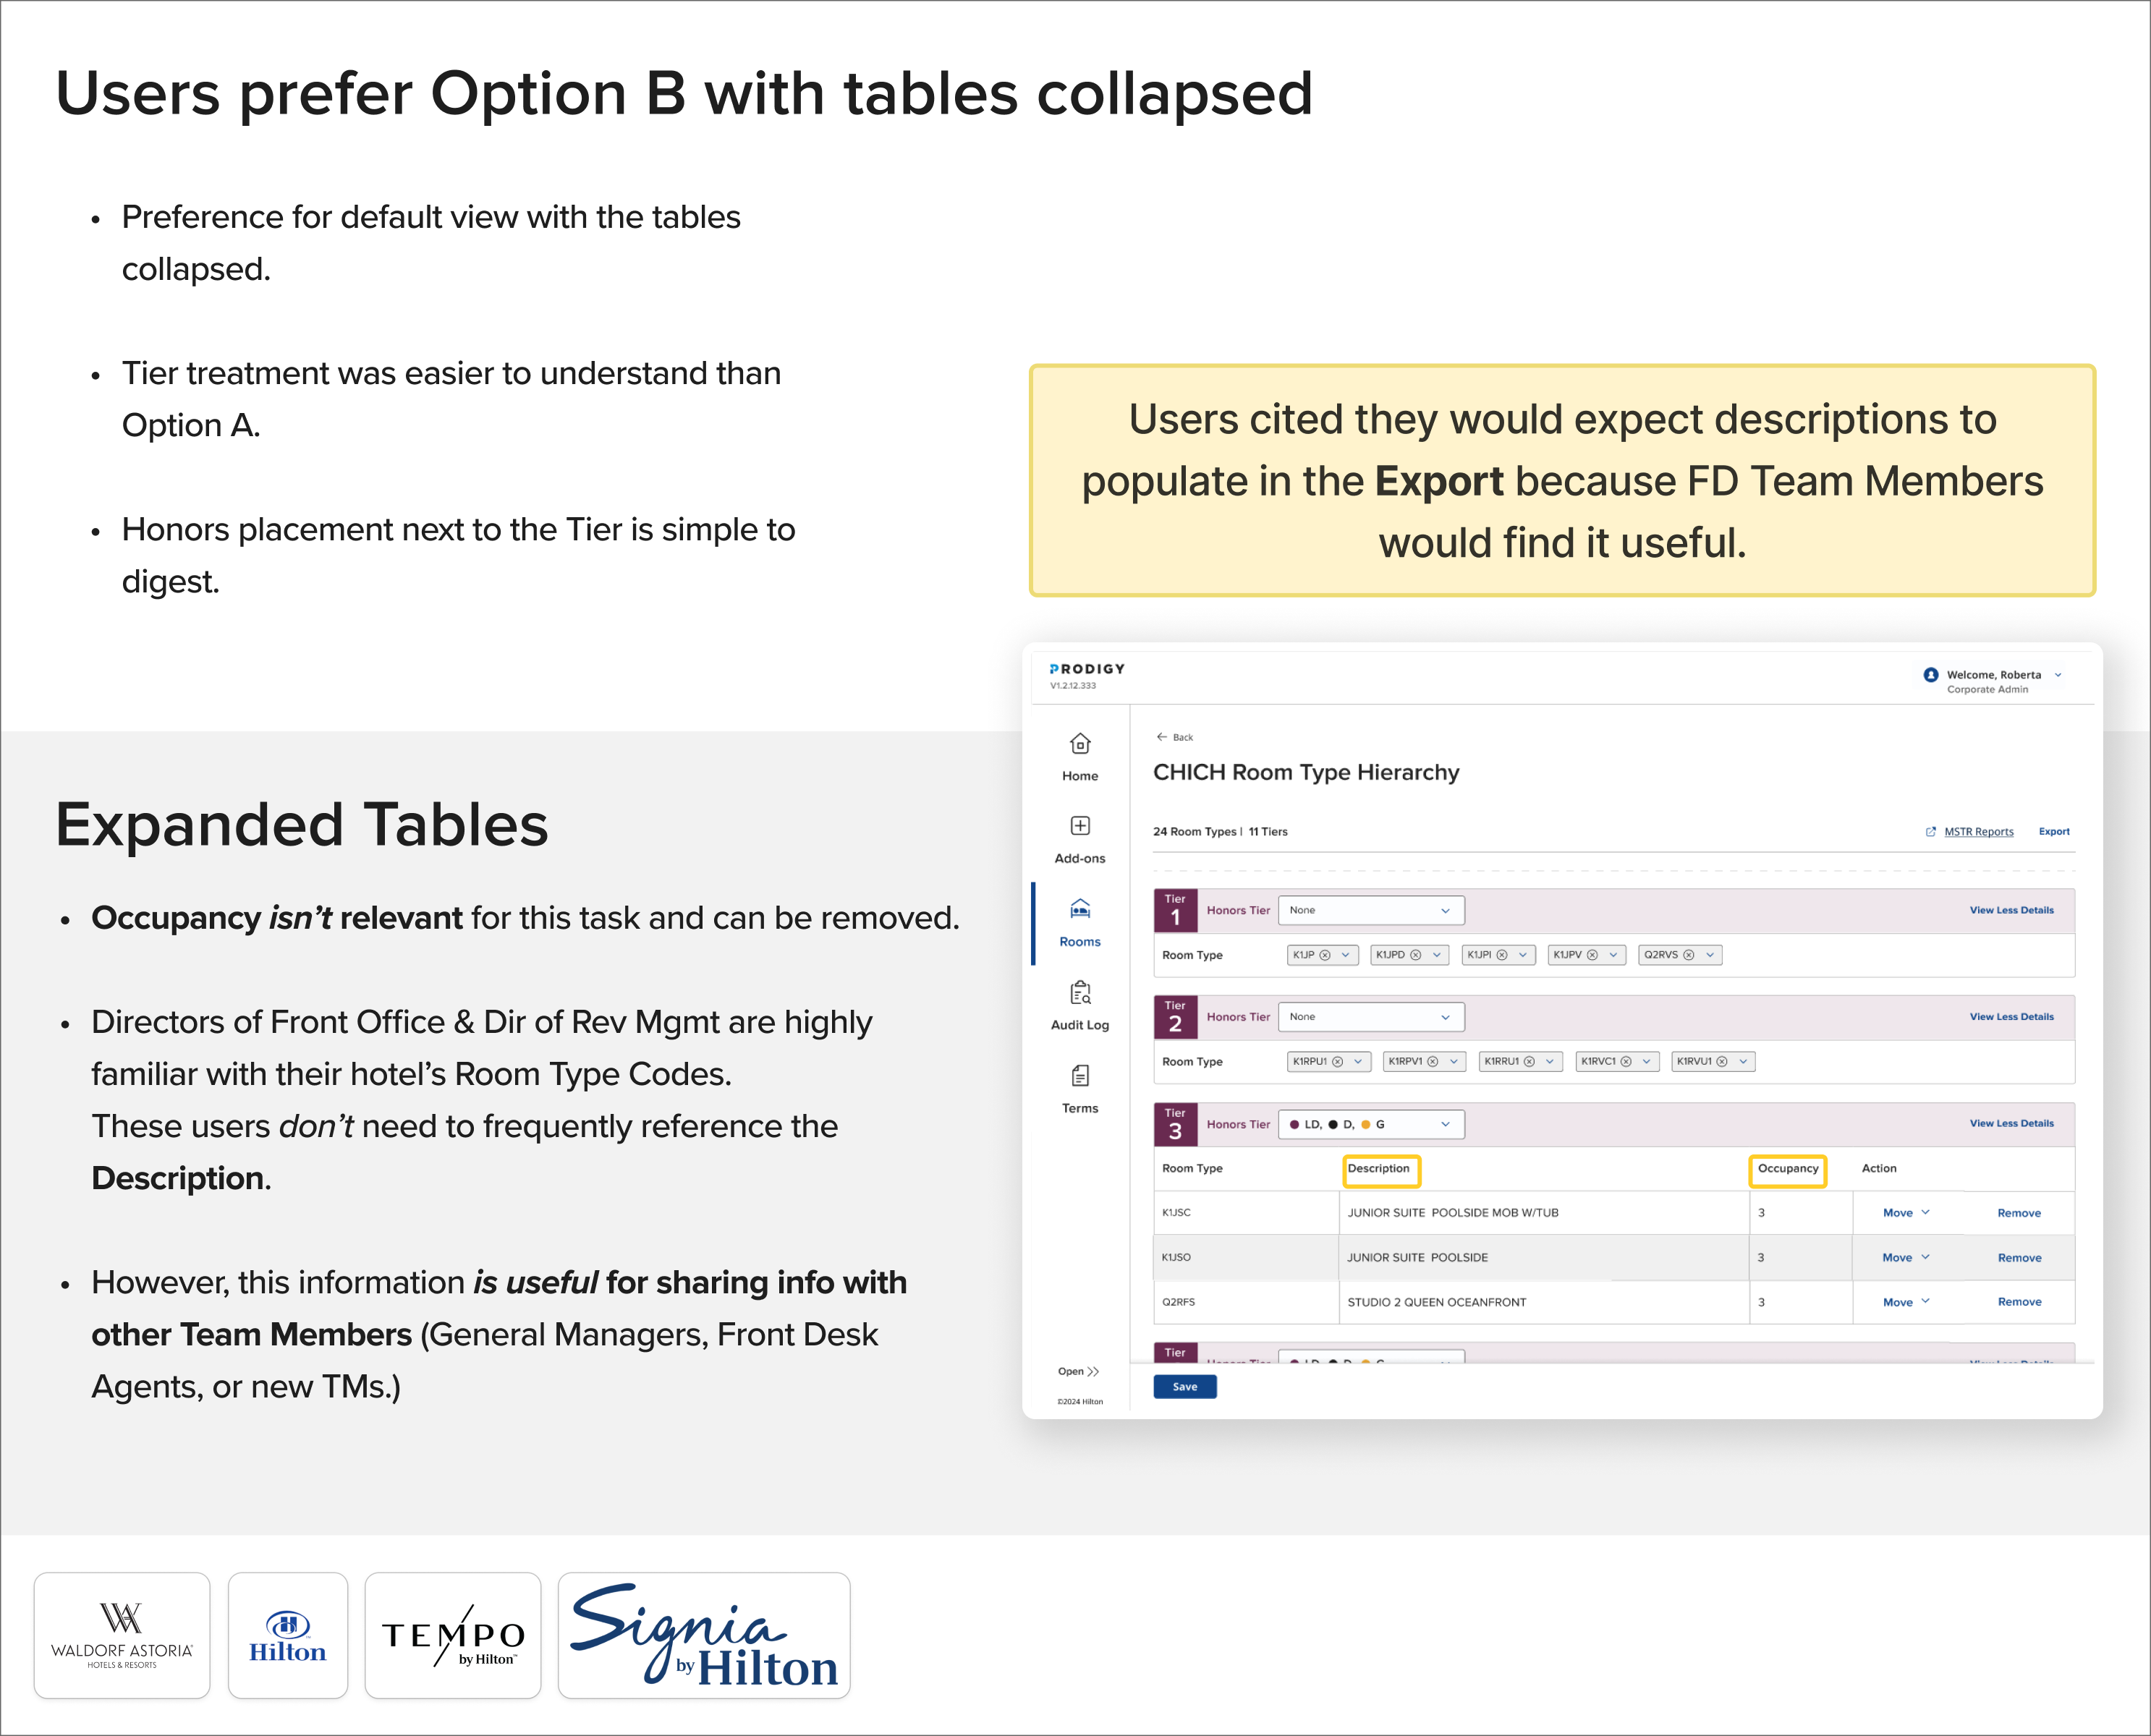 Users prefer Option B with tables collapsed
• Preference for default view with the tables
collapsed.
• Tier treatment was easier to understand than
Option A.
• Honors placement next to the Tier is simple to
digest.
Users cited they would expect descriptions to
populate in the Export because FD Team Members
would find it useful.
Expanded Tables
• Occupancy isn't relevant for this task and can be removed.
• Directors of Front Office & Dir of Rev Mgmt are highly
familiar with their hotel's Room Type Codes.
These users don't need to frequently reference the
Description.
• However, this information is useful for sharing info with
other Team Members (General Managers, Front Desk
Agents, or new TMs.)
PRODIGY
V1.2.12.333
Welcome, Roberta
Corporate Admin
Home
Add-ons
Rooms
Audit Log
Terms
Open >>
©2024 Hilton
Back
CHICH Room Type Hierarchy
24 Room Types | 11 Tiers
MSTR Reports Export
Tier
1
Honors Tier None View Less Details
Room Type K1JP K1JPD K1JPI K1JPV Q2RVS
Tier
2
Honors Tier None View Less Details
Room Type K1RPU1 K1RPV1 K1RRU1 K1RVC1 K1RVU1
Tier
3
Honors Tier LD, D, G View Less Details
Room Type Description Occupancy Action
K1JSC JUNIOR SUITE POOLSIDE MOB W/TUB 3 Move Remove
K1JSO JUNIOR SUITE POOLSIDE 3 Move Remove
Q2RFS STUDIO 2 QUEEN OCEANFRONT 3 Move Remove
Tier
Honors Tier LD, D, G View Less Details
Save
WALDORF ASTORIA
HOTELS & RESORTS
Hilton
TEMPO
by Hilton™
Signia
by Hilton